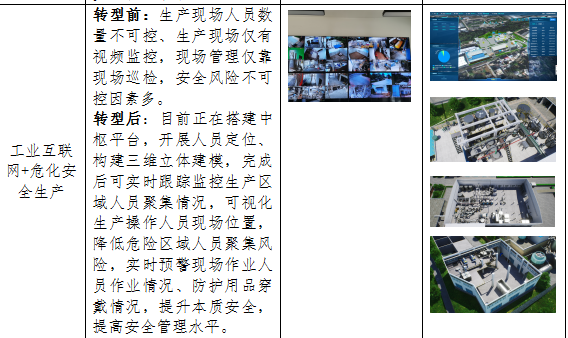 工业互联
网+危化安
全生产
转型前：生产现场人员数
量不可控、生产现场仅有
视频监控，现场管理仅靠
现场巡检，安全风险不可
控因素多。
转型后：目前正在搭建中
枢平台，开展人员定位、
构建三维立体建模，完成
后可实时跟踪监控生产区
域人员聚集情况，可视化
生产操作人员现场位置，
降低危险区域人员聚集风
险，实时预警现场作业人
员作业情况、防护用品穿
戴情况，提升本质安全，
提高安全管理水平。